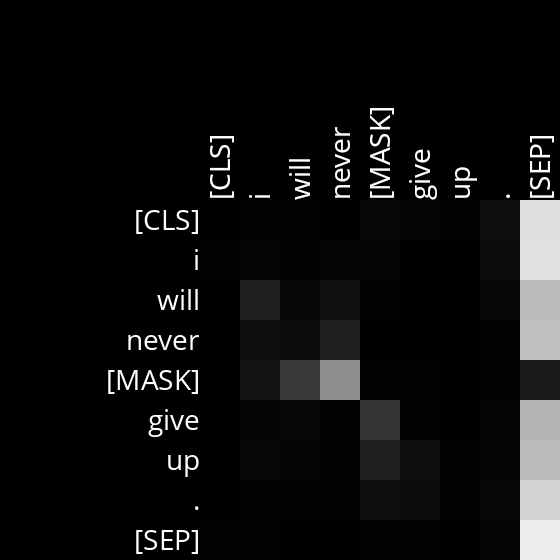 [CLS] i will never [MASK] give up . [SEP]
[CLS]
i
will
never
[MASK]
give
up
.
[SEP]